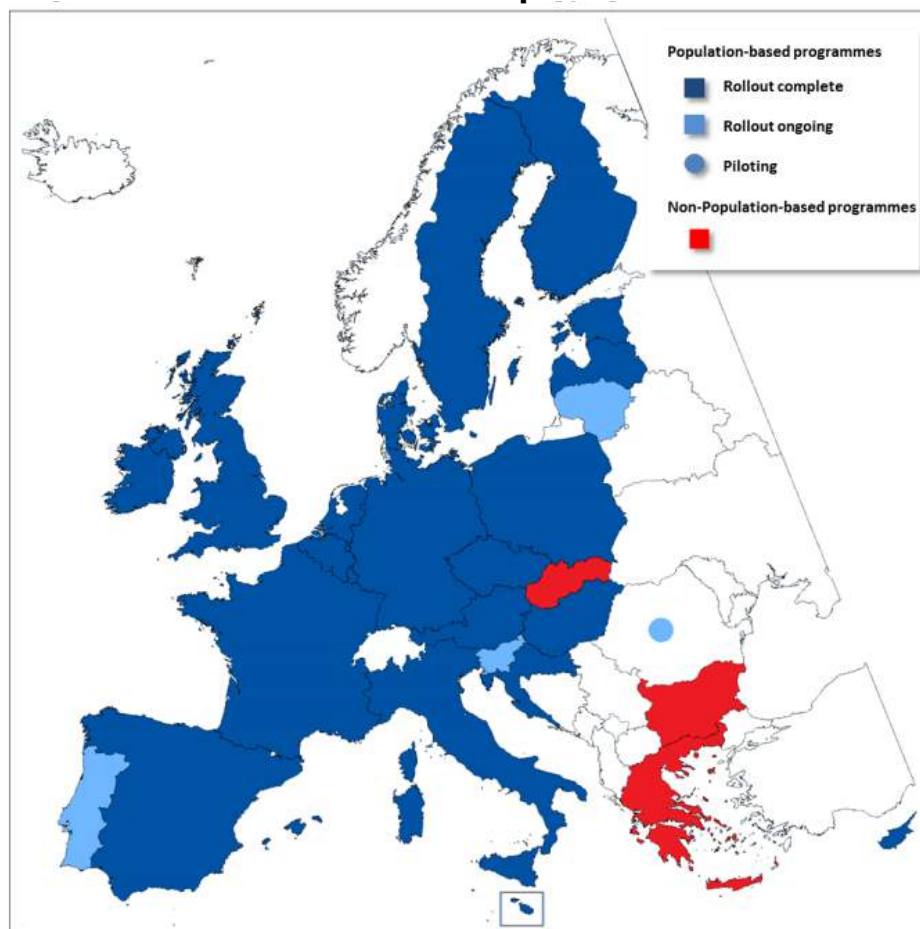 Population-based programmes
Rollout complete
Rollout ongoing
Piloting
Non-Population-based programmes